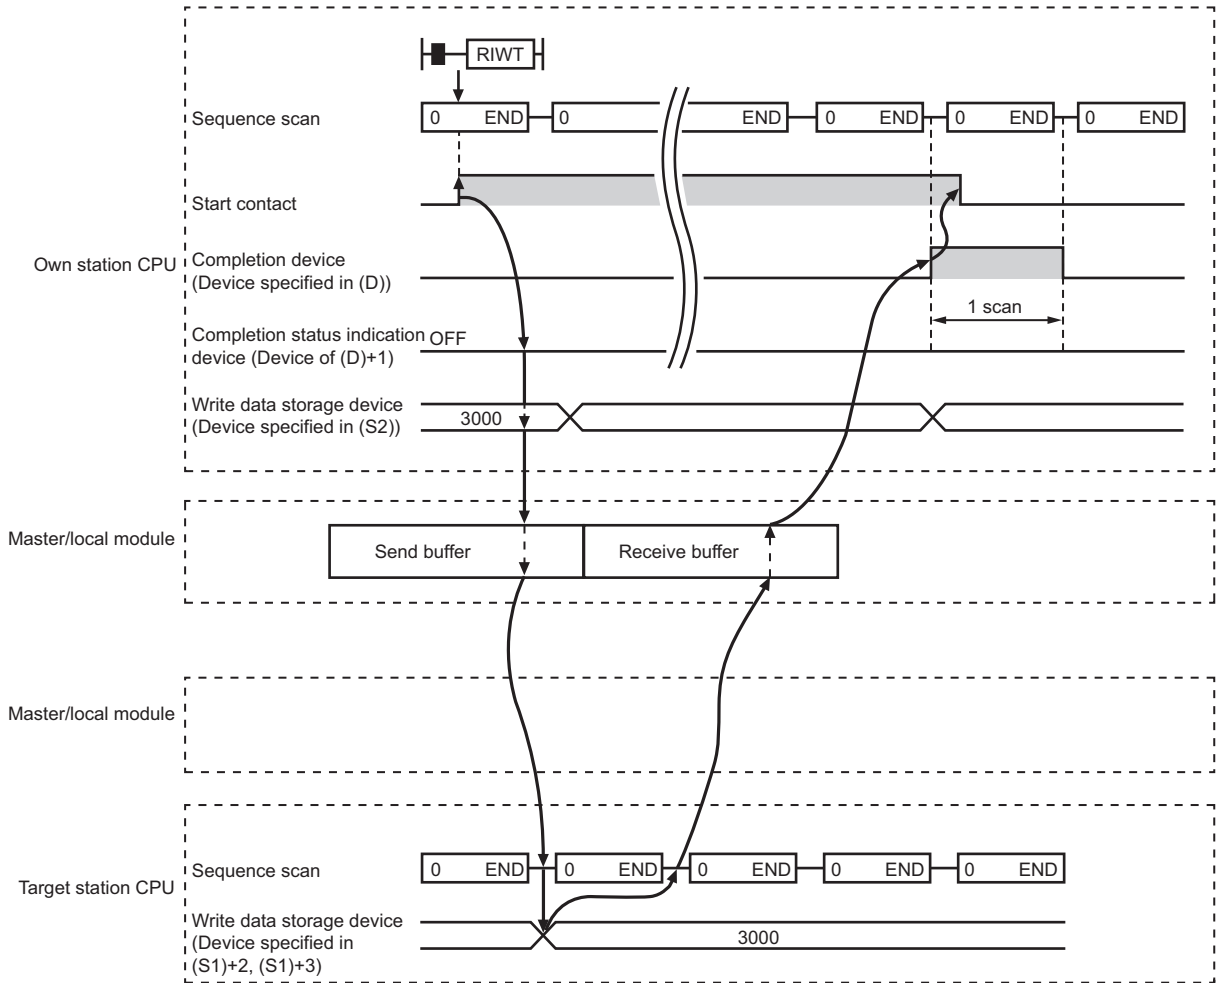 RIWT
Sequence scan
0 END 0 END 0 END 0 END 0 END
Start contact
Own station CPU
Completion device
(Device specified in (D))
1 scan
Completion status indication
device (Device of (D)+1)
OFF
Write data storage device
(Device specified in (S2))
3000
Master/local module
Send buffer
Receive buffer
Master/local module
Target station CPU
Sequence scan
0 END 0 END 0 END 0 END 0 END
Write data storage device
(Device specified in
(S1)+2, (S1)+3)
3000